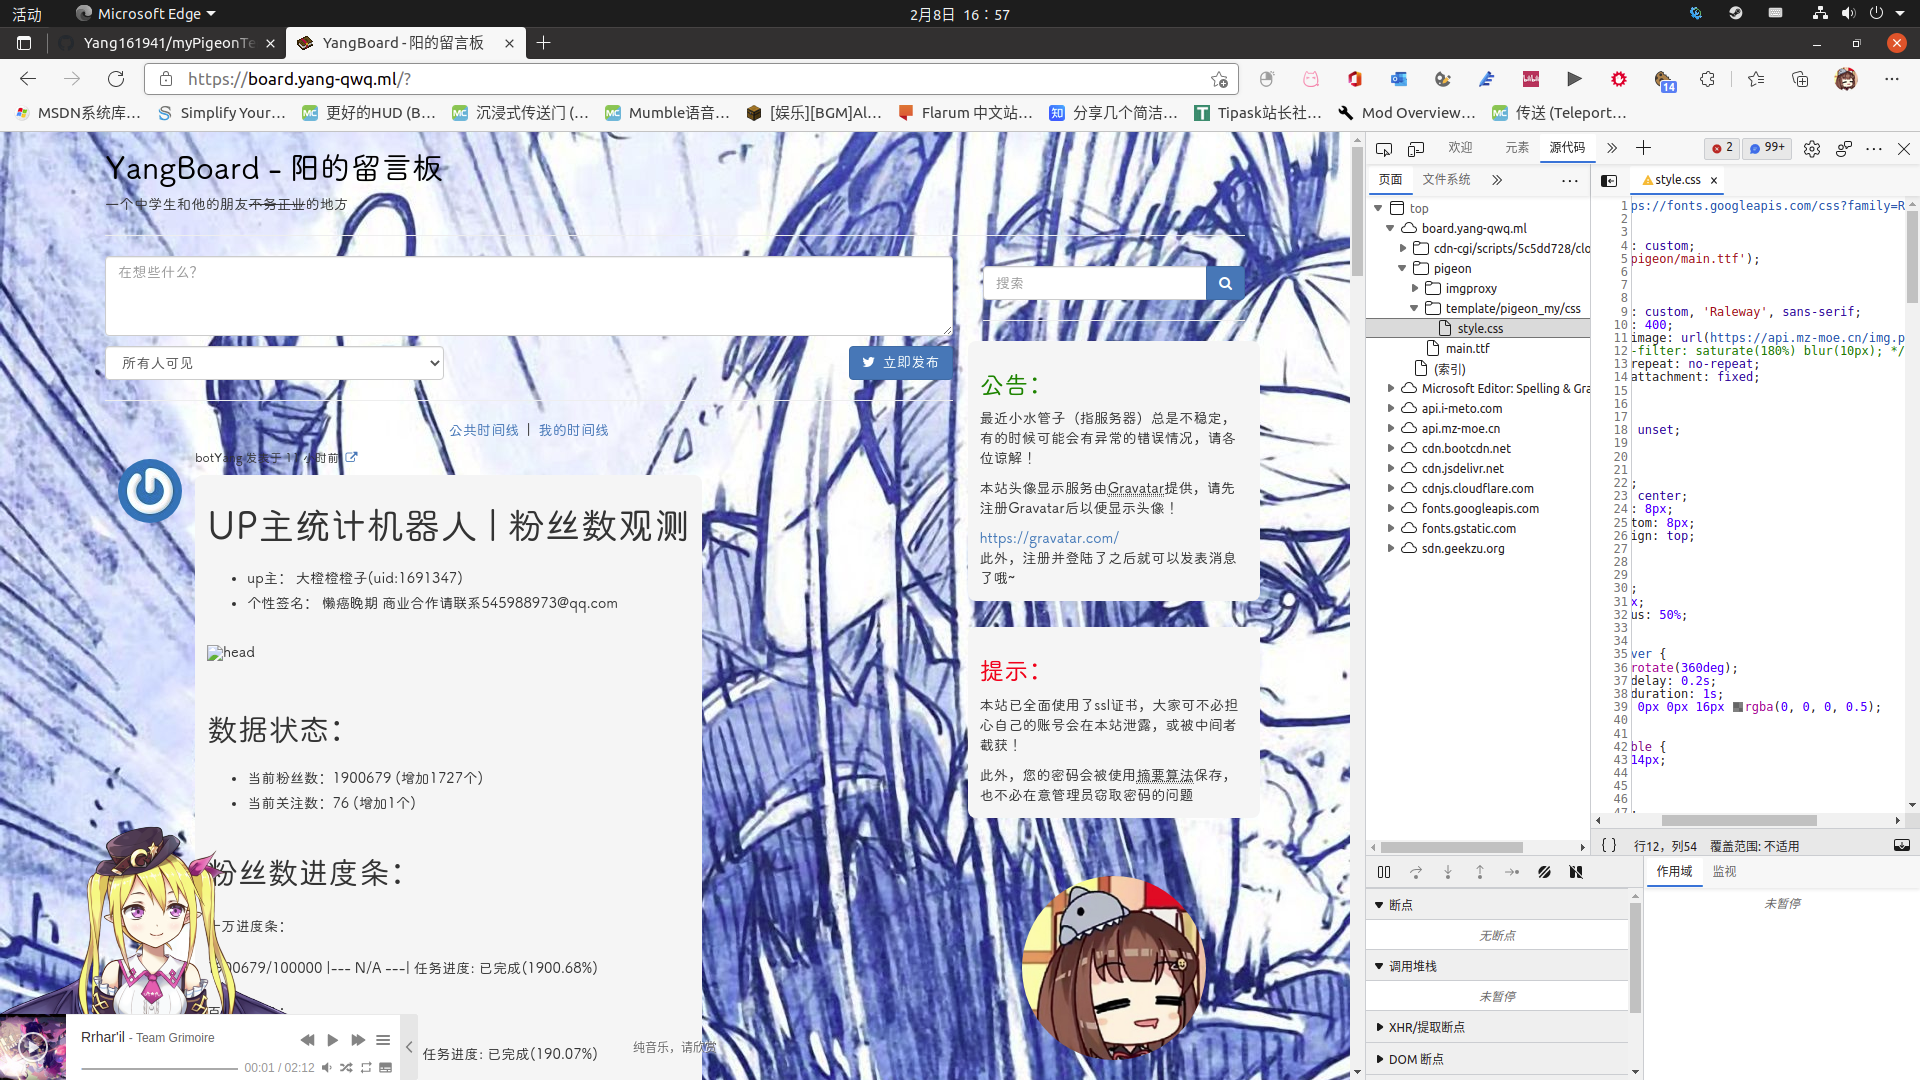 活动
Microsoft Edge
2月8日 16：57
Yang161941/myPigeonTe
YangBoard - 阳的留言板
https://board.yang-qwq.ml/?
14
MSDN系统库...
Simplify Your...
更好的HUD (B...
沉浸式传送门 (...
Mumble语音...
[娱乐][BGM]Al...
Flarum 中文站...
分享几个简洁...
Tipask站长社...
Mod Overview...
传送 (Teleport...
YangBoard - 阳的留言板
一个中学生和他的朋友不务正业的地方
在想些什么?
所有人可见
立即发布
公共时间线 | 我的时间线
搜索
公告：
最近小水管子（指服务器）总是不稳定，
有的时候可能会有异常的错误情况，请各
位谅解！
本站头像显示服务由Gravatar提供，请先
注册Gravatar后以便显示头像！
https://gravatar.com/
此外，注册并登陆了之后就可以发表消息
了哦~
提示：
本站已全面使用了ssl证书，大家可不必担
心自己的账号会在本站泄露，或被中间者
截获！
此外，您的密码会被使用摘要算法保存，
也不必在意管理员窃取密码的问题
UP主统计机器人 | 粉丝数观测
up主： 大橙橙橙子(uid:1691347)
个性签名： 懒癌晚期 商业合作请联系545988973@qq.com
head
数据状态：
当前粉丝数：1900679 (增加1727个)
当前关注数：76 (增加1个)
粉丝数进度条：
十万进度条：
00679/100000 |--- N/A ---| 任务进度: 已完成(1900.68%)
任务进度: 已完成(190.07%)
纯音乐，请欣赏
Rrhar'il - Team Grimoire
00:01 / 02:12
欢迎
元素
源代码
2
99+
页面
文件系统
style.css
top
board.yang-qwq.ml
cdn-cgi/scripts/5c5dd728/clo
pigeon
imgproxy
template/pigeon_my/css
style.css
main.ttf
(索引)
Microsoft Editor: Spelling & Gra
api.i-meto.com
api.mz-moe.cn
cdn.bootcdn.net
cdn.jsdelivr.net
cdnjs.cloudflare.com
fonts.googleapis.com
fonts.gstatic.com
sdn.geekzu.org
1 ps://fonts.googleapis.com/css?family=R
2
3
4 : custom;
5 pigeon/main.ttf');
6
7
8
9 : custom, 'Raleway', sans-serif;
10 : 400;
11 image: url(https://api.mz-moe.cn/img.p
12 -filter: saturate(180%) blur(10px); */
13 repeat: no-repeat;
14 attachment: fixed;
15
16
17
18 unset;
19
20
21
22 ;
23 center;
24 : 8px;
25 tom: 8px;
26 ign: top;
27
28
29
30 ;
31 x;
32 us: 50%;
33
34
35 ver {
36 rotate(360deg);
37 delay: 0.2s;
38 duration: 1s;
39 0px 0px 16px rgba(0, 0, 0, 0.5);
40
41
42 ble {
43 14px;
44
45
46
{ } 行12，列54 覆盖范围: 不适用
断点
无断点
调用堆栈
未暂停
XHR/提取断点
DOM 断点
作用域
监视
未暂停